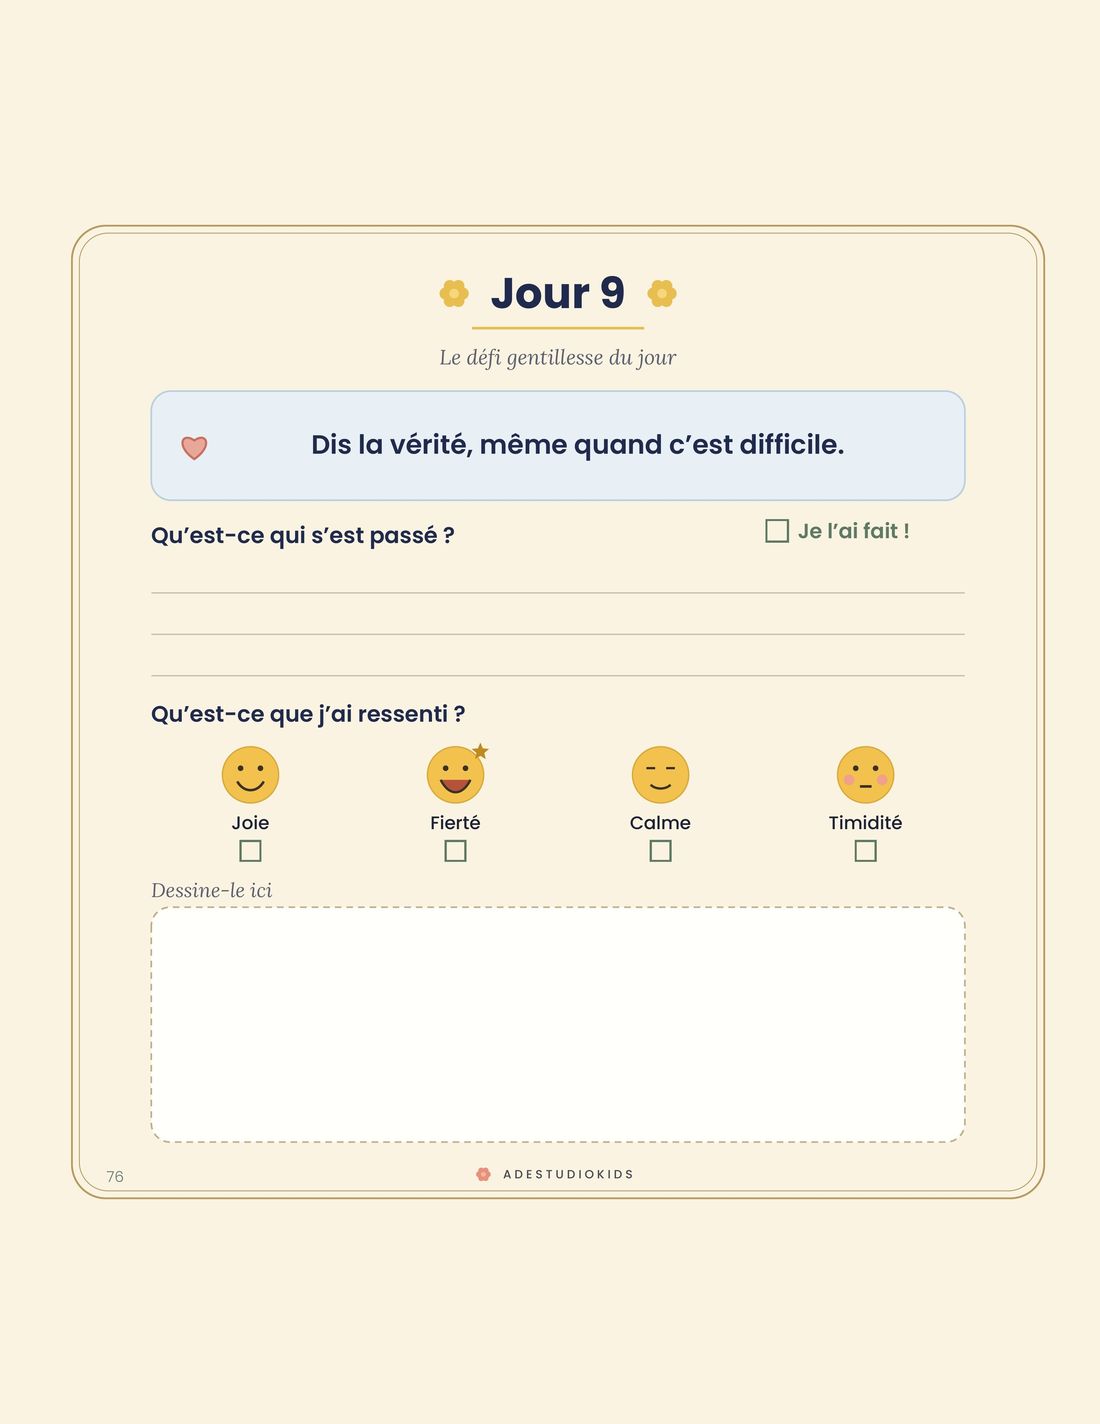 Jour 9
Le défi gentillesse du jour
Dis la vérité, même quand c’est difficile.
Qu’est-ce qui s’est passé ?
Je l’ai fait !
Qu’est-ce que j’ai ressenti ?
Joie Fierté Calme Timidité
Dessine-le ici
76 ADESTUDIOKIDS